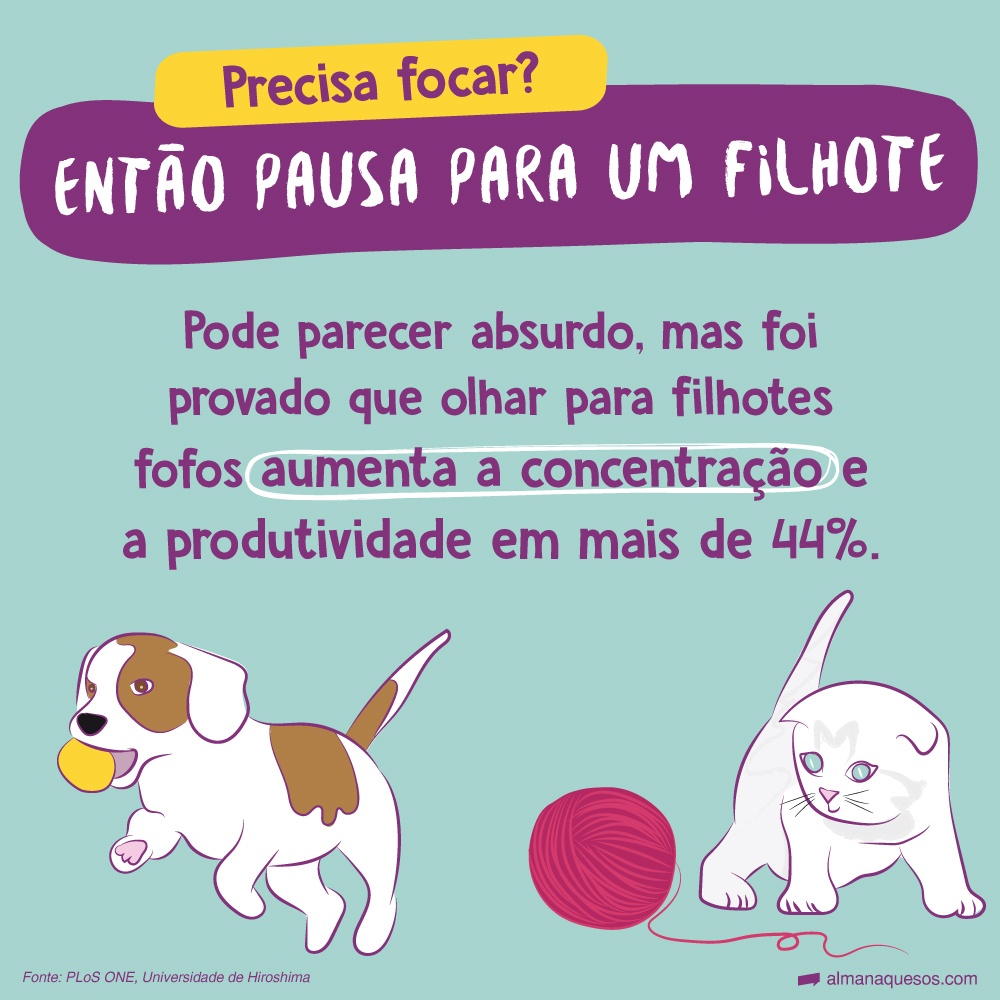 Precisa focar?
ENTÃO PAUSA PARA UM FILHOTE
Pode parecer absurdo, mas foi
provado que olhar para filhotes
fofos aumenta a concentração e
a produtividade em mais de 44%.
Fonte: PLoS ONE, Universidade de Hiroshima
almanaquesos.com